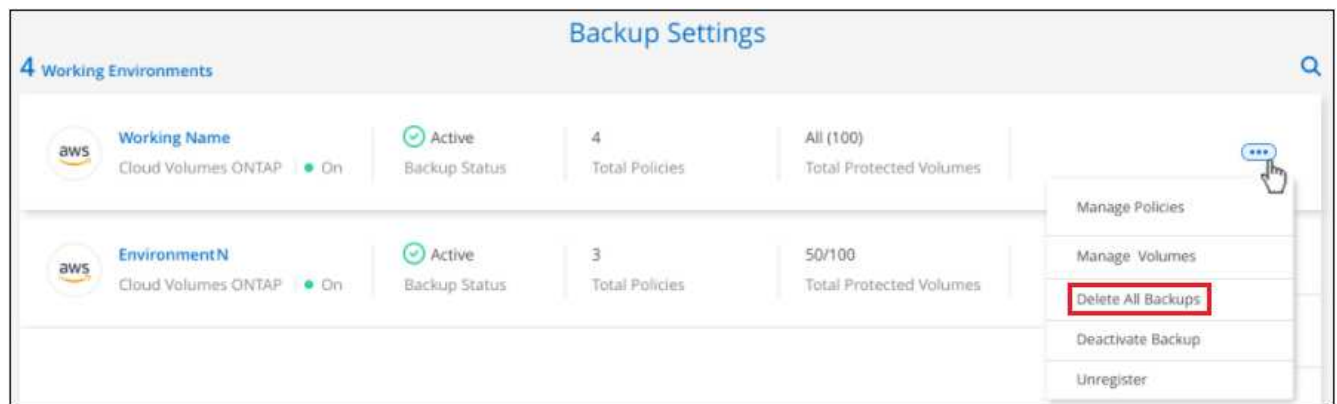 Backup Settings
4 Working Environments
aws
Working Name
Cloud Volumes ONTAP
On
Active
Backup Status
4
Total Policies
All (100)
Total Protected Volumes
Manage Policies
Manage Volumes
Delete All Backups
Deactivate Backup
Unregister
aws
EnvironmentN
Cloud Volumes ONTAP
On
Active
Backup Status
3
Total Policies
50/100
Total Protected Volumes